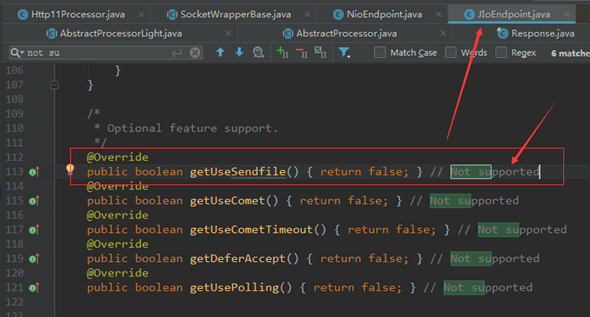 Http11Processor.java SocketWrapperBase.java NioEndpoint.java JIoEndpoint.java
AbstractProcessorLight.java AbstractProcessor.java Response.java
not su Match Case Words Regex 6 matche
106 }
107 }
108
109 /*
110 * Optional feature support.
111 */
112 @Override
113 public boolean getUseSendfile() { return false; } // Not supported
114 @Override
115 public boolean getUseComet() { return false; } // Not supported
116 @Override
117 public boolean getUseCometTimeout() { return false; } // Not supported
118 @Override
119 public boolean getDeferAccept() { return false; } // Not supported
120 @Override
121 public boolean getUsePolling() { return false; } // Not supported
122
123